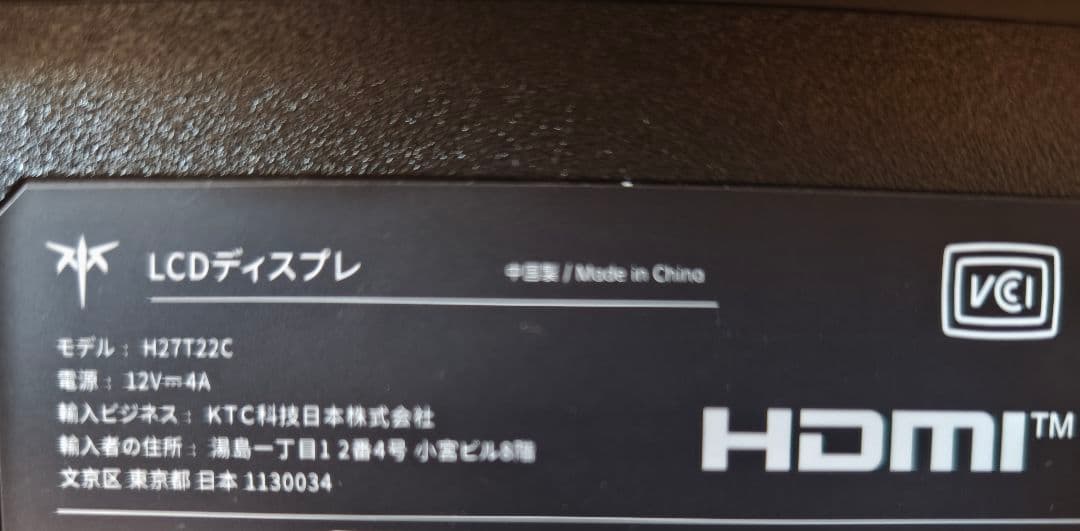 LCDディスプレ
中国製 / Made in China
VCCI
モデル： H27T22C
電源： 12V⎓4A
輸入ビジネス： KTC科技日本株式会社
輸入者の住所： 湯島一丁目1 2番4号 小宮ビル8階
文京区 東京都 日本 1130034
HDMI™